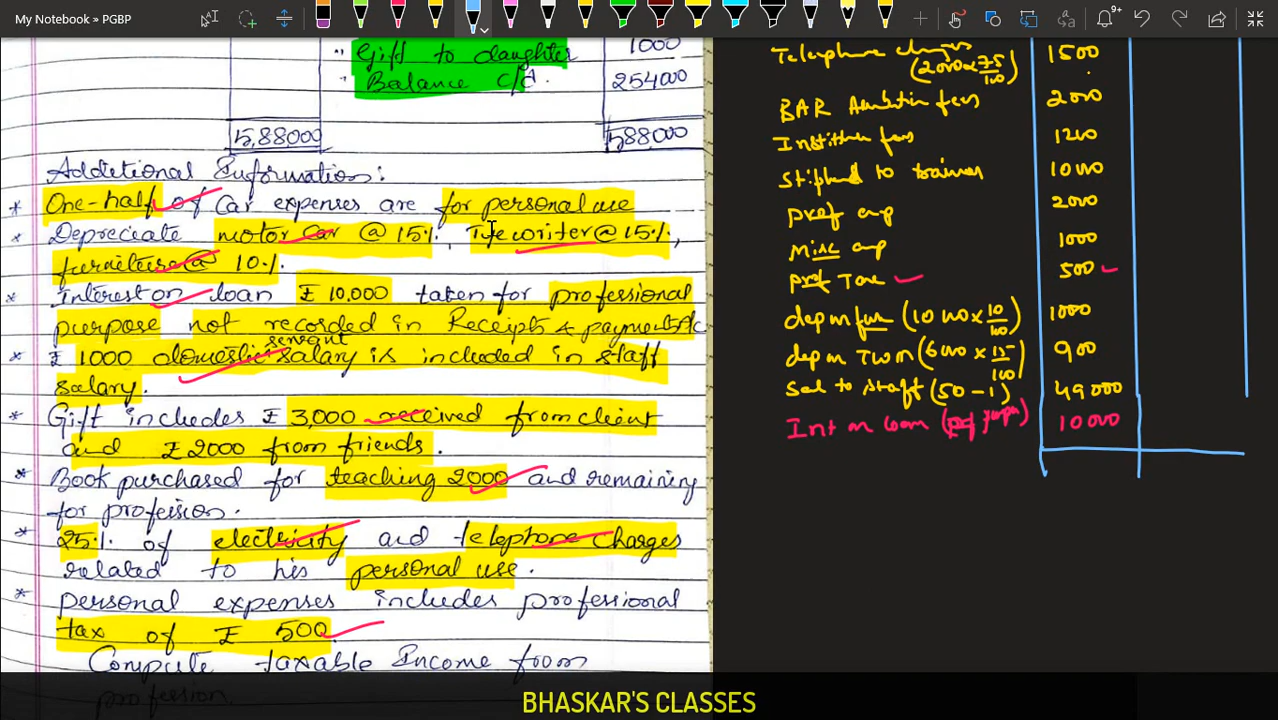 My Notebook » PGBP
9+
" Gift to daughter 1000
" Balance c/d. 254000
5,88000 588000
Additional Information:
* One-half of Car expenses are for personal use
* Depreciate motor car @ 15%, Typewriter @ 15%,
furniture @ 10%.
* Interest on loan ₹ 10,000 taken for professional
purpose not recorded in Receipts & payments A/c
servant
* ₹ 1000 domestic salary is included in staff
salary.
* Gift includes ₹ 3,000 received from client
and ₹ 2000 from friends.
* Book purchased for teaching 2000 and remaining
for profession.
* 25% of electricity and telephone charges
related to his personal use.
* personal expenses includes professional
tax of ₹ 500.
Compute taxable Income from
profession.
Telephone charges 1500
(2000×75/100)
BAR fees 2000
fees 1200
Stipend to trainees 1000
prof exp 2000
Misc exp 1000
prof Tax 500
depn fur (10000×10/100) 1000
depn TWM (6000×15/100) 900
Sal to staff (50-1) 49000
Int on loan 10000
BHASKAR'S CLASSES